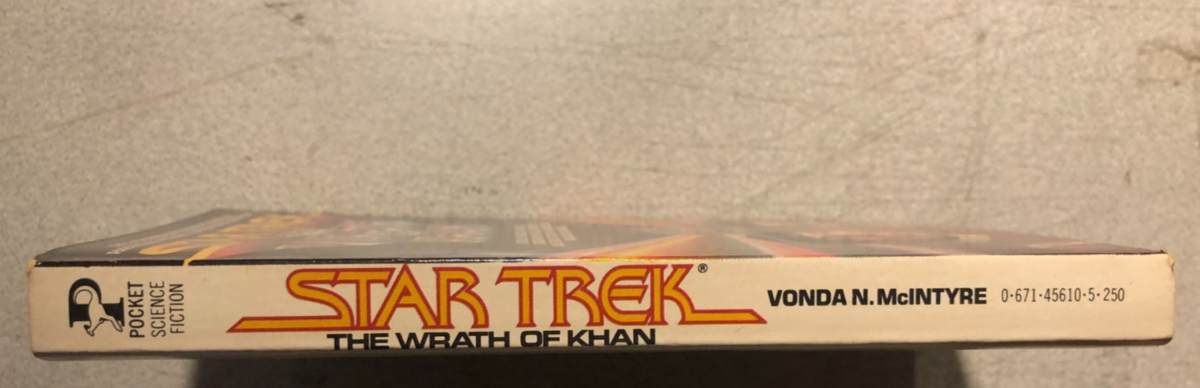 P
POCKET
SCIENCE
FICTION
STAR TREK®
THE WRATH OF KHAN
VONDA N. McINTYRE
0·671·45610·5·250